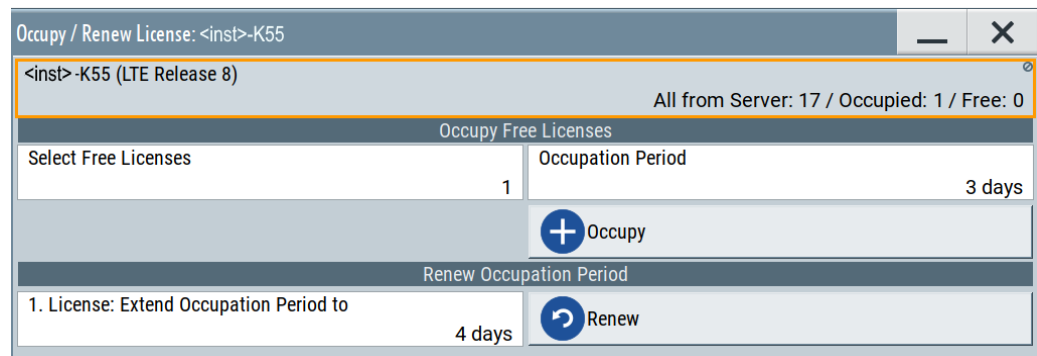 Occupy / Renew License: <inst>-K55
<inst>-K55 (LTE Release 8)
All from Server: 17 / Occupied: 1 / Free: 0
Occupy Free Licenses
Select Free Licenses
1
Occupation Period
3 days
Occupy
Renew Occupation Period
1. License: Extend Occupation Period to
4 days
Renew